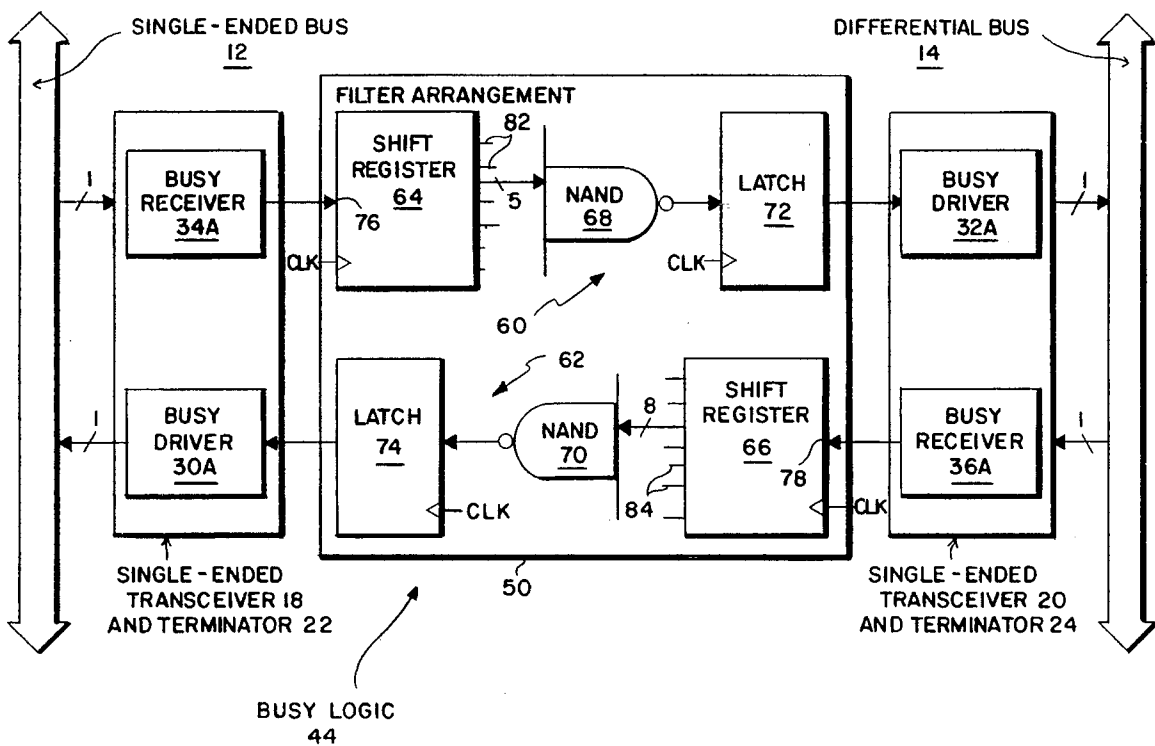 SINGLE-ENDED BUS
12
DIFFERENTIAL BUS
14
FILTER ARRANGEMENT
1
BUSY
RECEIVER
34A
76
SHIFT
REGISTER
64
CLK
82
5
NAND
68
60
LATCH
72
CLK
BUSY
DRIVER
32A
1
1
BUSY
DRIVER
30A
LATCH
74
CLK
62
NAND
70
8
84
SHIFT
REGISTER
66
78
CLK
BUSY
RECEIVER
36A
1
SINGLE-ENDED
TRANSCEIVER 18
AND TERMINATOR 22
50
SINGLE-ENDED
TRANSCEIVER 20
AND TERMINATOR 24
BUSY LOGIC
44